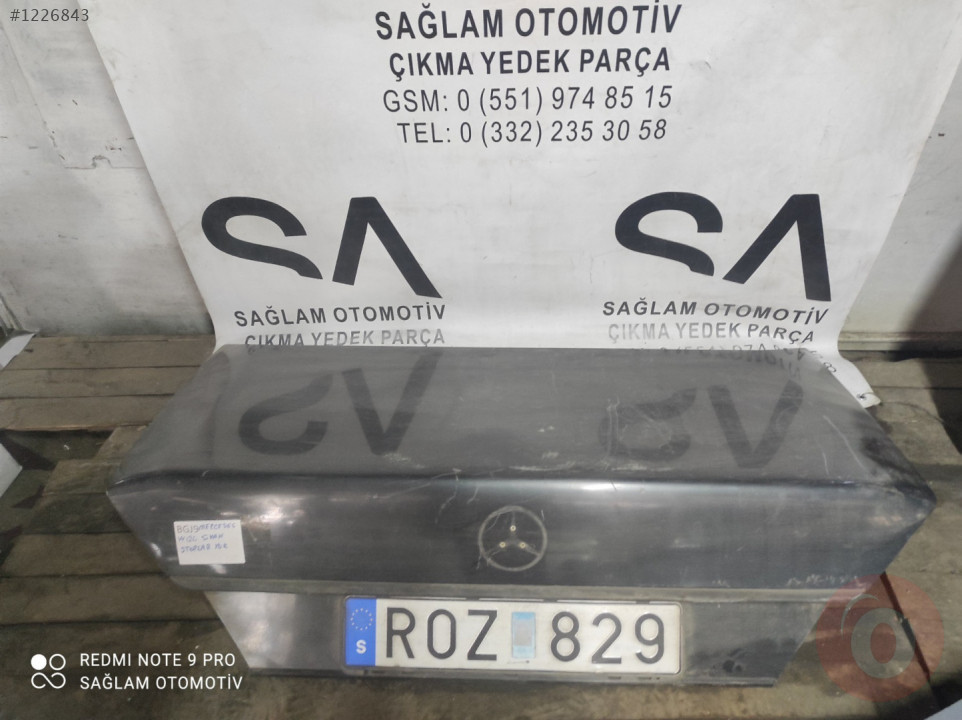 #1226843
SAĞLAM OTOMOTİV
ÇIKMA YEDEK PARÇA
GSM: 0 (551) 974 85 15
TEL: 0 (332) 235 30 58
SA SA
SAĞLAM OTOMOTİV SAĞLAM OTOMOTİV
ÇIKMA YEDEK PARÇA ÇIKMA YEDEK PARÇA
S ROZ 829
REDMI NOTE 9 PRO
SAĞLAM OTOMOTİV